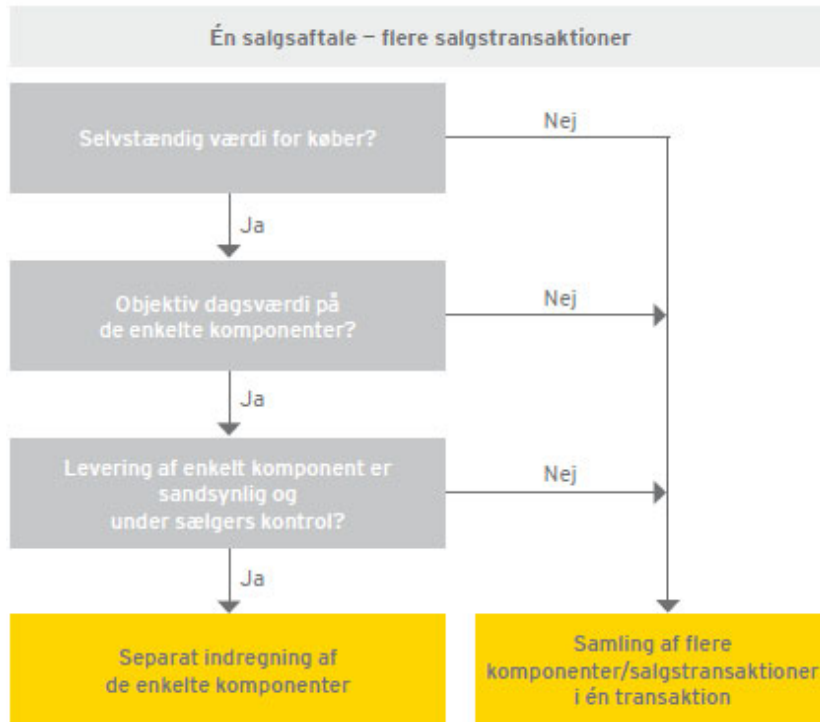 Én salgsaftale – flere salgstransaktioner
Selvstændig værdi for køber?
Nej
Ja
Objektiv dagsværdi på
de enkelte komponenter?
Nej
Ja
Levering af enkelt komponent er
sandsynlig og
under sælgers kontrol?
Nej
Ja
Separat indregning af
de enkelte komponenter
Samling af flere
komponenter/salgstransaktioner
i én transaktion